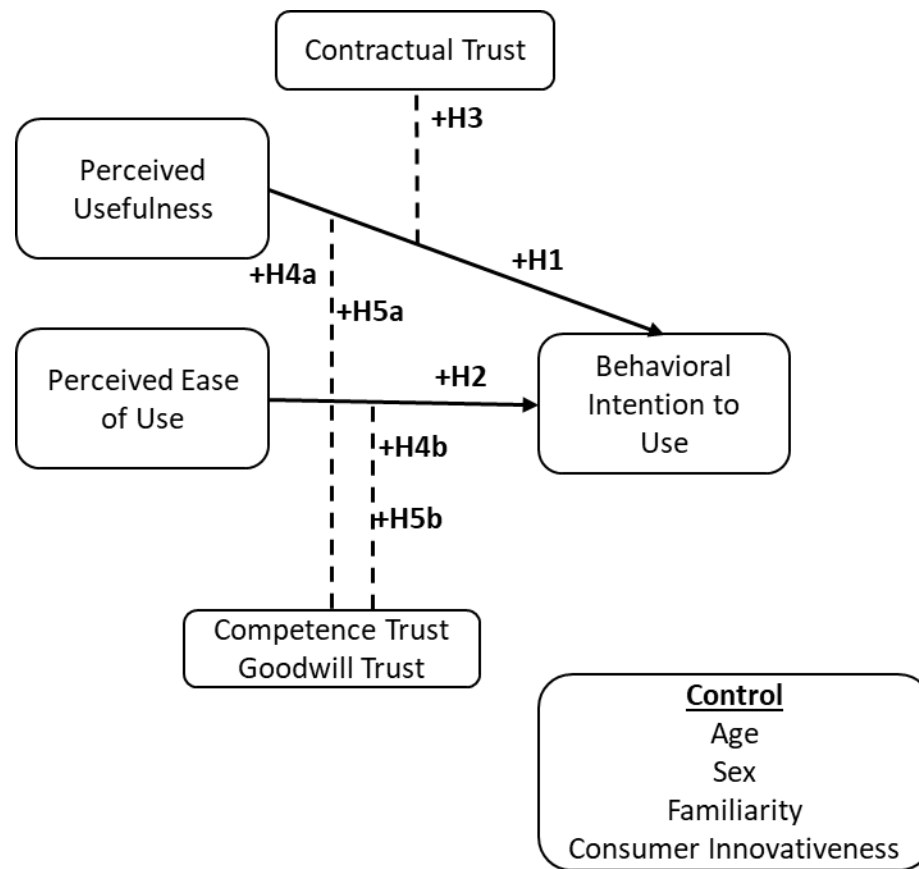 Contractual Trust
+H3
Perceived
Usefulness
+H1
+H4a
+H5a
Perceived Ease
of Use
+H2
Behavioral
Intention to
Use
+H4b
+H5b
Competence Trust
Goodwill Trust
Control
Age
Sex
Familiarity
Consumer Innovativeness